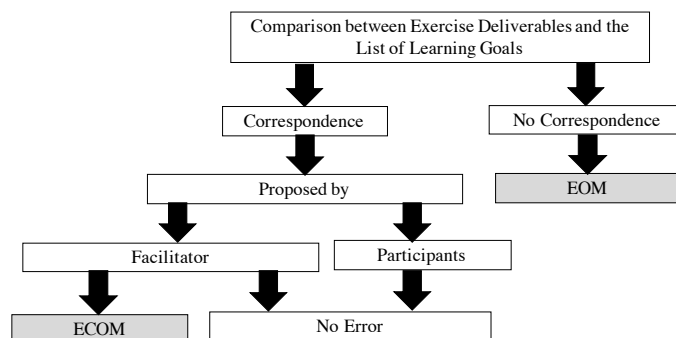 Comparison between Exercise Deliverables and the
List of Learning Goals
Correspondence
No Correspondence
Proposed by
EOM
Facilitator
Participants
ECOM
No Error